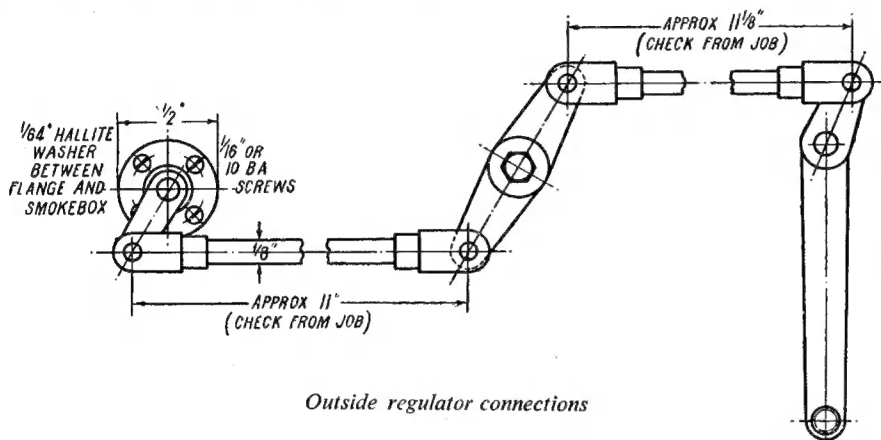 APPROX 11 1/8"
(CHECK FROM JOB)
1/2"
1/64" HALLITE
WASHER
BETWEEN
FLANGE AND
SMOKEBOX
1/16" OR
10 BA
SCREWS
1/8"
APPROX 11"
(CHECK FROM JOB)
Outside regulator connections